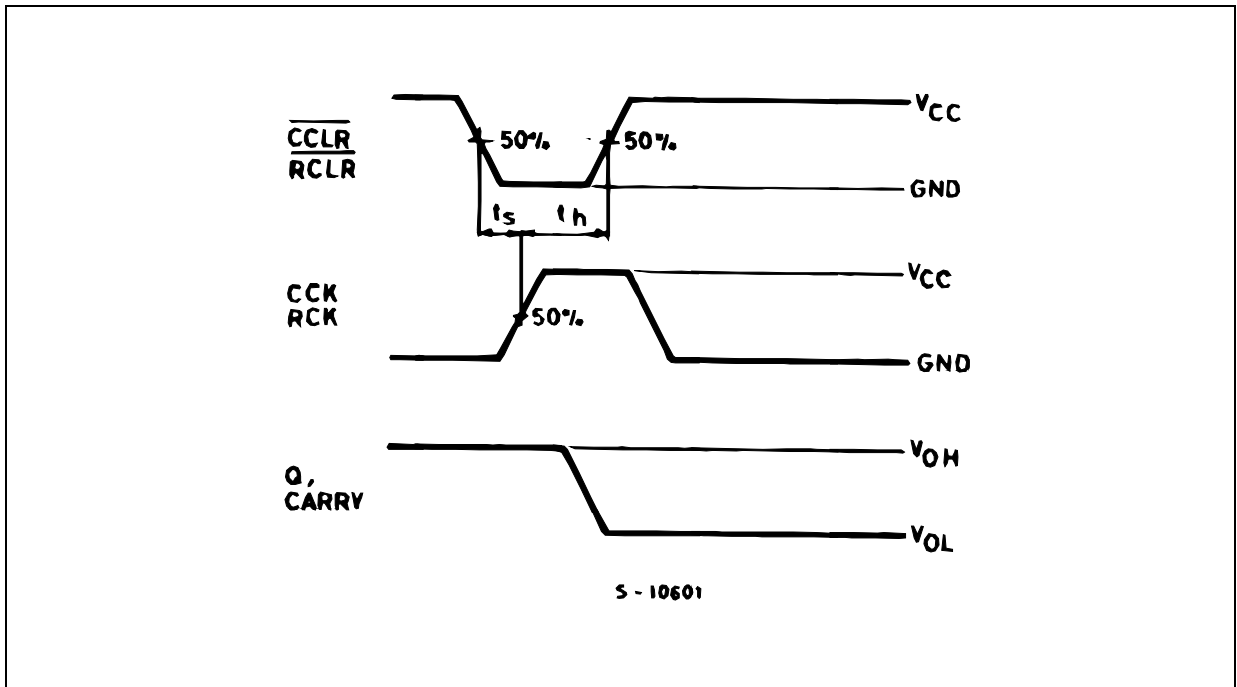 VCC
CCLR
50%
50%
RCLR
GND
ts
th
VCC
CCK
RCK
50%
GND
VOH
Q,
CARRY
VOL
S - 10601